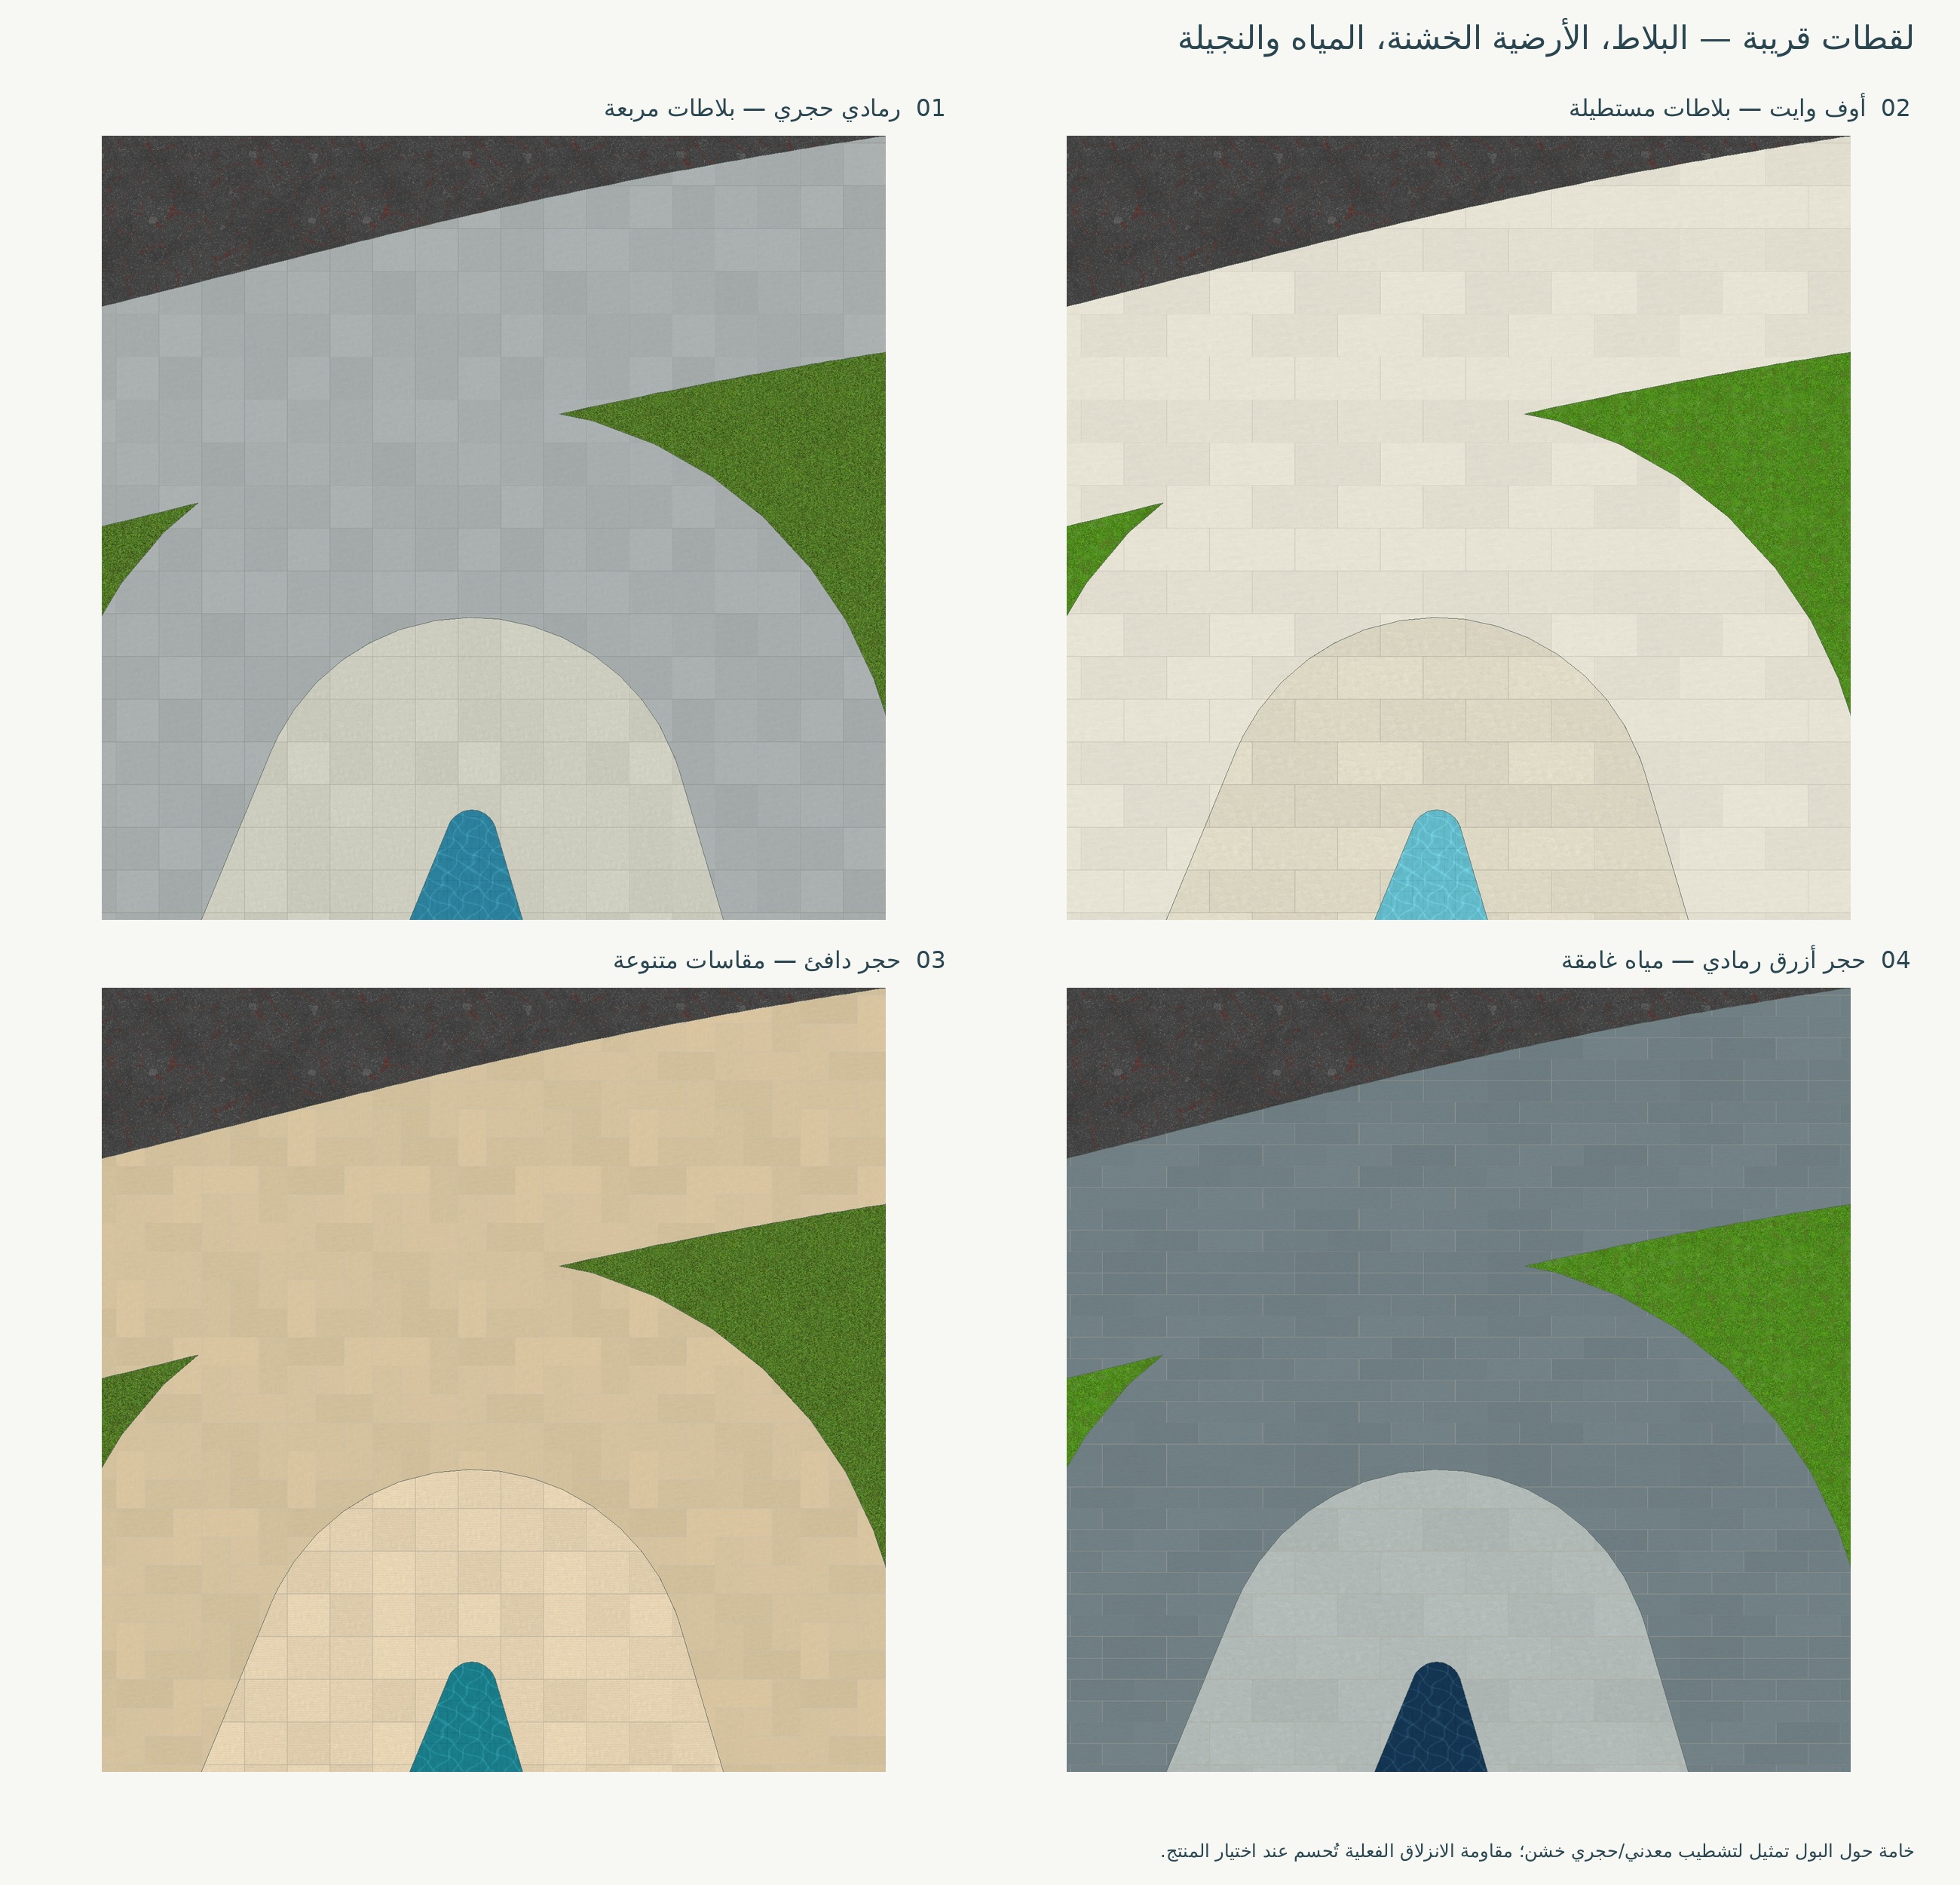 لقطات قريبة — البلاط، الأرضية الخشنة، المياه والنجيلة
01 رمادي حجري — بلاطات مربعة
02 أوف وايت — بلاطات مستطيلة
03 حجر دافئ — مقاسات متنوعة
04 حجر أزرق رمادي — مياه غامقة
خامة حول البول تمثيل لتشطيب معدني/حجري خشن؛ مقاومة الانزلاق الفعلية تُحسم عند اختيار المنتج.